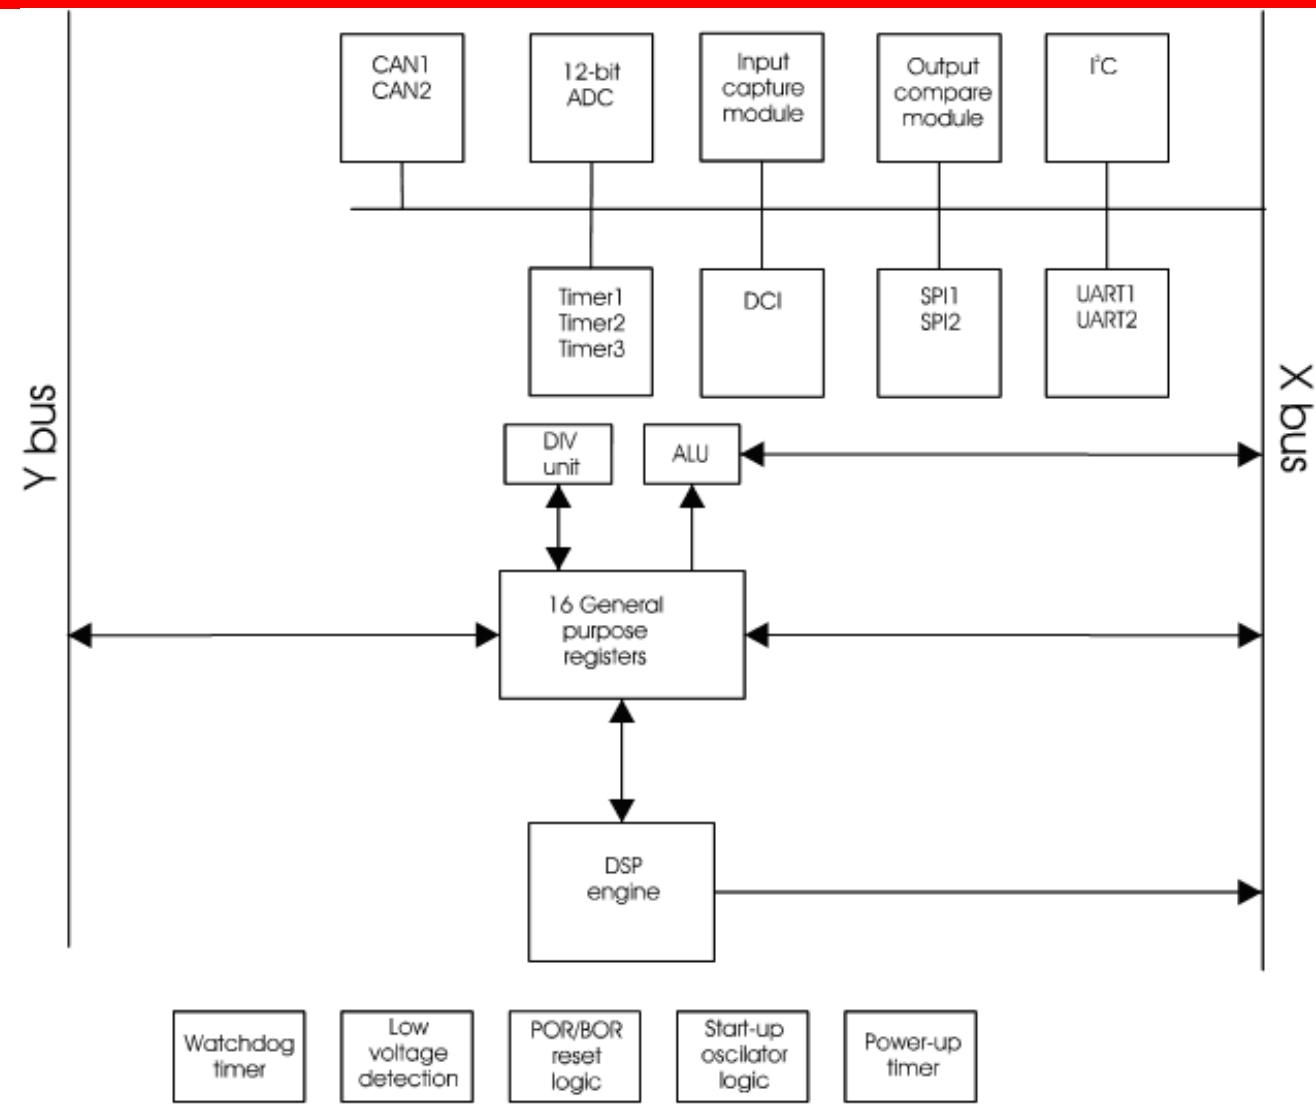 CAN1
CAN2
12-bit
ADC
Input
capture
module
Output
compare
module
I²C
Timer1
Timer2
Timer3
DCI
SPI1
SPI2
UART1
UART2
Y bus
X bus
DIV
unit
ALU
16 General
purpose
registers
DSP
engine
Watchdog
timer
Low
voltage
detection
POR/BOR
reset
logic
Start-up
oscilator
logic
Power-up
timer